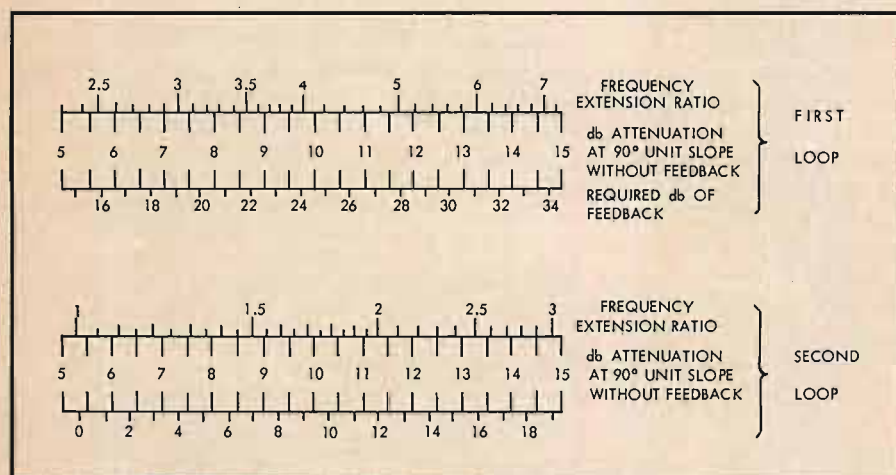 2.5 3 3.5 4 5 6 7 FREQUENCY
EXTENSION RATIO
db ATTENUATION
5 6 7 8 9 10 11 12 13 14 15 AT 90° UNIT SLOPE
WITHOUT FEEDBACK
REQUIRED db OF
16 18 20 22 24 26 28 30 32 34 FEEDBACK
FIRST
LOOP
1 1.5 2 2.5 3 FREQUENCY
EXTENSION RATIO
db ATTENUATION
5 6 7 8 9 10 11 12 13 14 15 AT 90° UNIT SLOPE
WITHOUT FEEDBACK
0 2 4 6 8 10 12 14 16 18
SECOND
LOOP